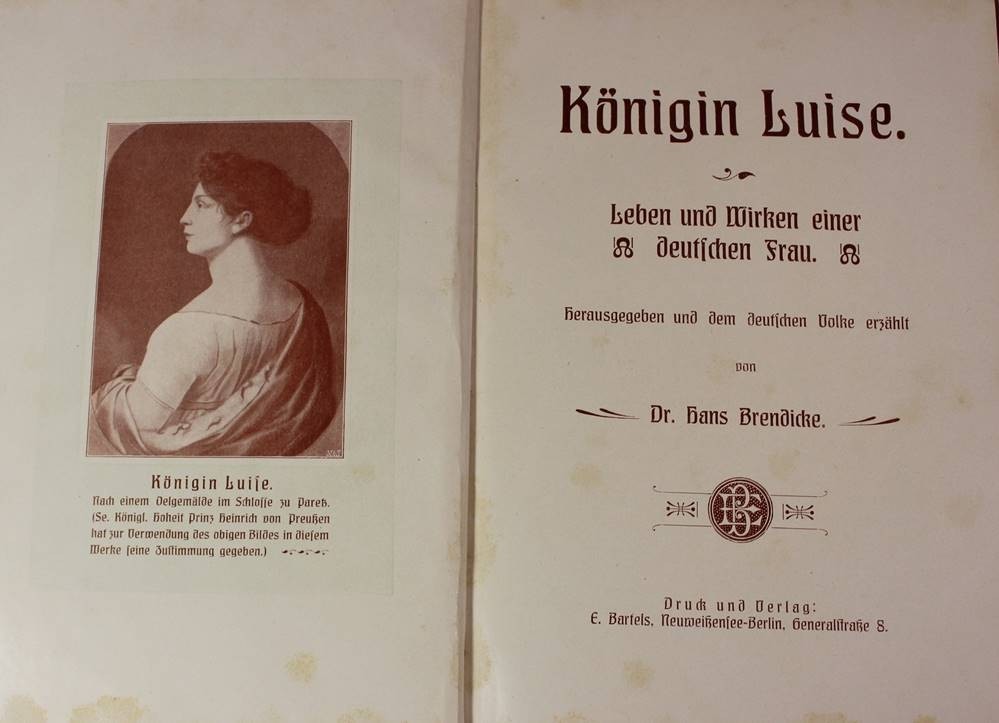 Königin Luiſe.
Nach einem Oelgemälde im Schloſſe zu Paretz.
(Se. Königl. Hoheit Prinz Heinrich von Preußen
hat zur Verwendung des obigen Bildes in dieſem
Werke ſeine Zuſtimmung gegeben.)
Königin Luise.
Leben und Wirken einer
deutſchen Frau.
Herausgegeben und dem deutſchen Volke erzählt
von
Dr. Hans Brendicke.
Druck und Verlag:
E. Bartels, Neuweißenſee-Berlin, Generalſtraße 8.